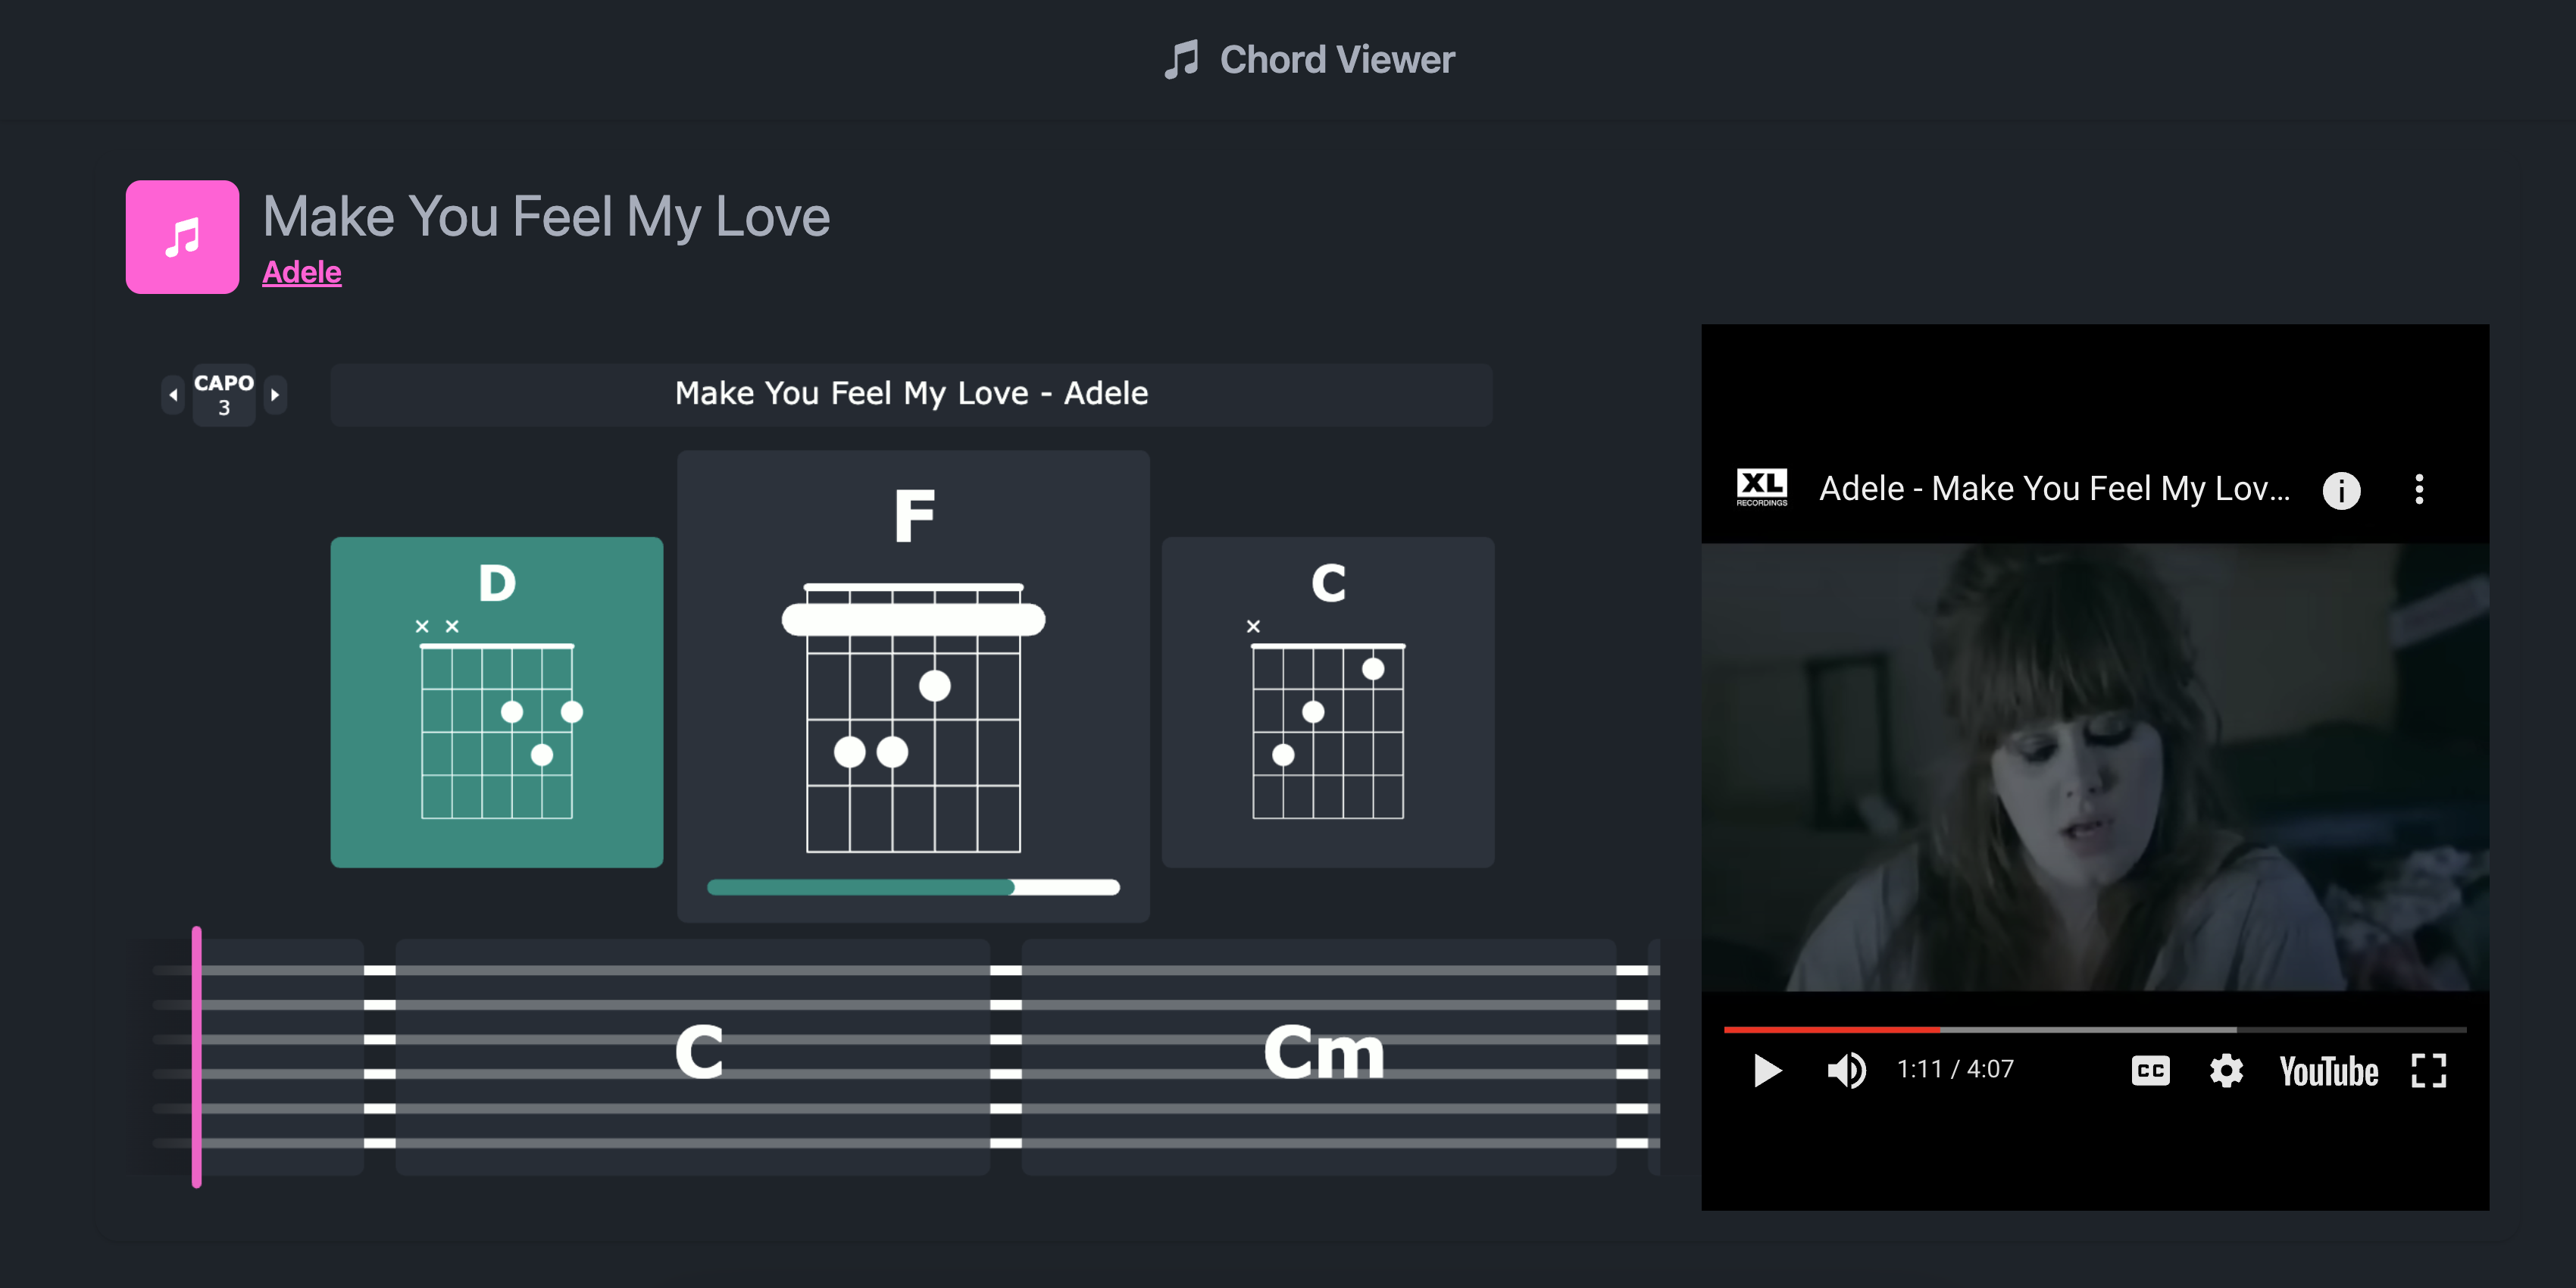 Chord Viewer
Make You Feel My Love
Adele
CAPO
3
Make You Feel My Love - Adele
D
× ×
F
C
×
C
Cm
XL
RECORDINGS
Adele - Make You Feel My Lov...
1:11 / 4:07
CC
YouTube